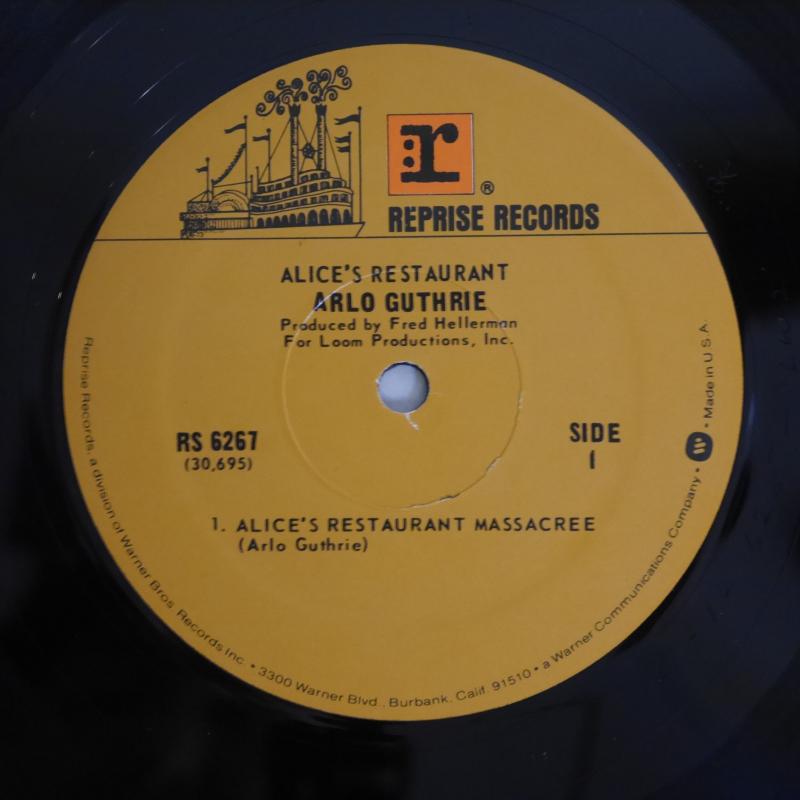 r ®
REPRISE RECORDS
ALICE'S RESTAURANT
ARLO GUTHRIE
Produced by Fred Hellerman
For Loom Productions, Inc.
RS 6267
(30,695)
SIDE
1
1. ALICE'S RESTAURANT MASSACREE
(Arlo Guthrie)
Reprise Records, a division of Warner Bros. Records Inc. • 3300 Warner Blvd., Burbank, Calif. 91510 • a Warner Communications Company • W • Made in U.S.A.